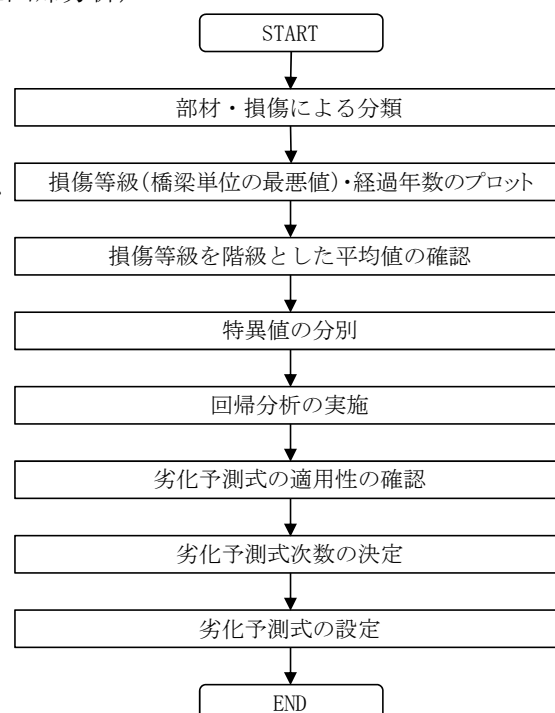 START
部材・損傷による分類
損傷等級(橋梁単位の最悪値)・経過年数のプロット
損傷等級を階級とした平均値の確認
特異値の分別
回帰分析の実施
劣化予測式の適用性の確認
劣化予測式次数の決定
劣化予測式の設定
END